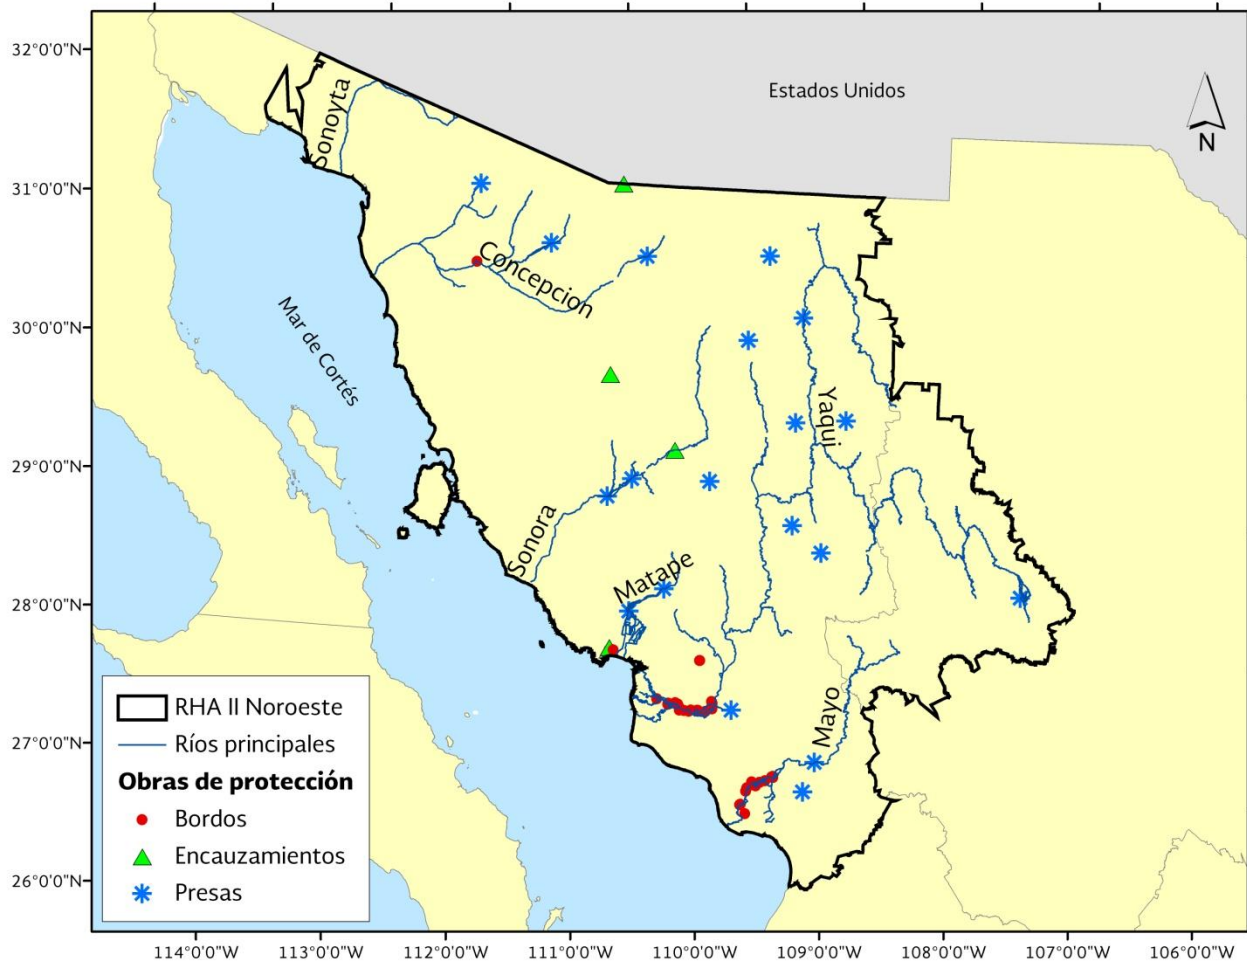 32°0'0"N
31°0'0"N
30°0'0"N
29°0'0"N
28°0'0"N
27°0'0"N
26°0'0"N
Estados Unidos
N
Sonoyta
Concepcion
Mar de Cortés
Yaqui
Sonora
Matape
Mayo
RHA II Noroeste
Ríos principales
Obras de protección
Bordos
Encauzamientos
Presas
114°0'0"W
113°0'0"W
112°0'0"W
111°0'0"W
110°0'0"W
109°0'0"W
108°0'0"W
107°0'0"W
106°0'0"W